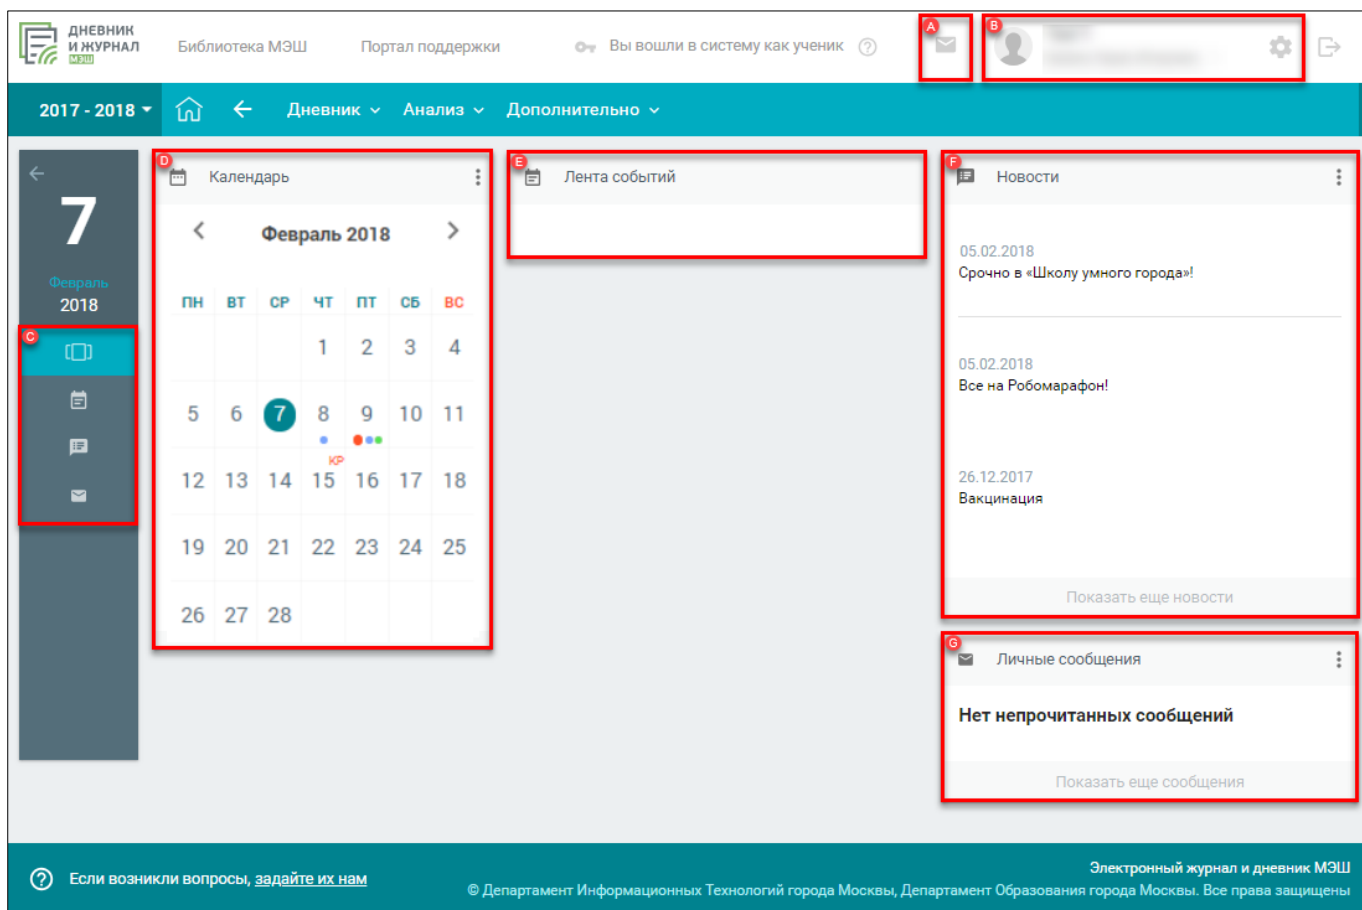 ДНЕВНИК
И ЖУРНАЛ
МЭШ
Библиотека МЭШ
Портал поддержки
Вы вошли в систему как ученик
A
B
2017 - 2018
Дневник
Анализ
Дополнительно
7
Февраль
2018
C
D
Календарь
Февраль 2018
ПН ВТ СР ЧТ ПТ СБ ВС
1 2 3 4
5 6 7 8 9 10 11
КР
12 13 14 15 16 17 18
19 20 21 22 23 24 25
26 27 28
E
Лента событий
F
Новости
05.02.2018
Срочно в «Школу умного города»!
05.02.2018
Все на Робомарафон!
26.12.2017
Вакцинация
Показать еще новости
G
Личные сообщения
Нет непрочитанных сообщений
Показать еще сообщения
Если возникли вопросы, задайте их нам
Электронный журнал и дневник МЭШ
© Департамент Информационных Технологий города Москвы, Департамент Образования города Москвы. Все права защищены